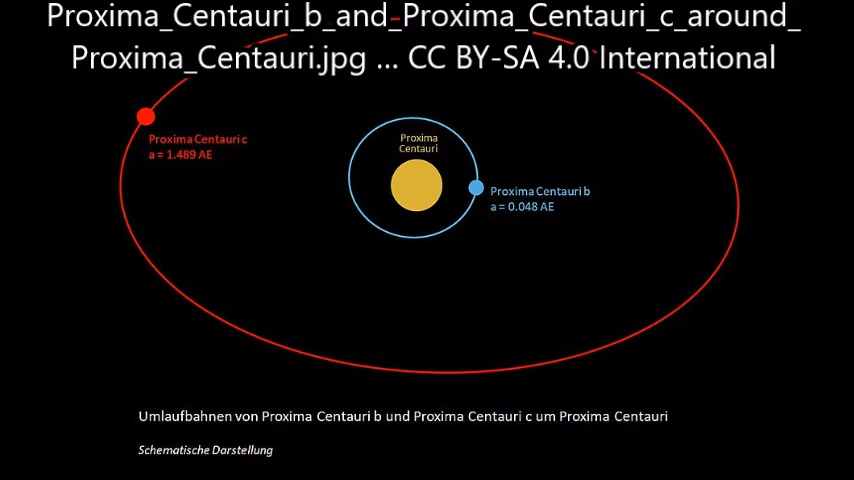 Proxima_Centauri_b_and_Proxima_Centauri_c_around_
Proxima_Centauri.jpg ... CC BY-SA 4.0 International
Proxima Centauri c
a = 1.489 AE
Proxima
Centauri
Proxima Centauri b
a = 0.048 AE
Umlaufbahnen von Proxima Centauri b und Proxima Centauri c um Proxima Centauri
Schematische Darstellung